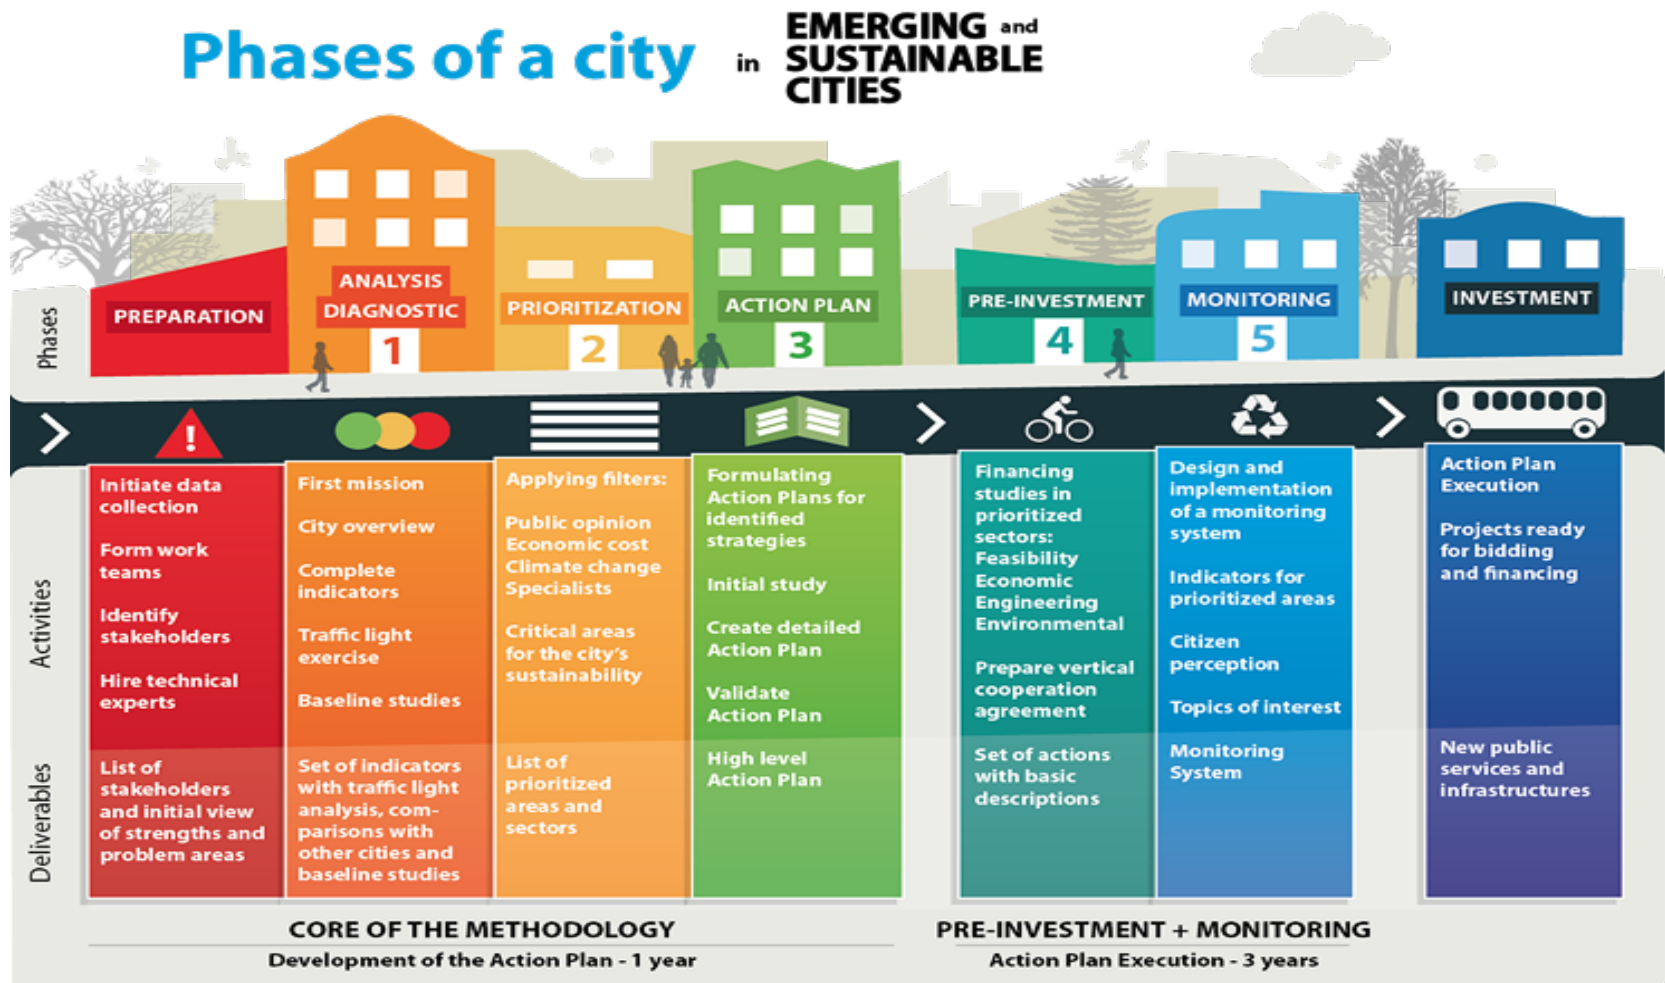 Phases of a city
in
EMERGING and
SUSTAINABLE
CITIES
Phases
PREPARATION
ANALYSIS
DIAGNOSTIC
1
PRIORITIZATION
2
ACTION PLAN
3
PRE-INVESTMENT
4
MONITORING
5
INVESTMENT
Activities
Initiate data
collection
Form work
teams
Identify
stakeholders
Hire technical
experts
First mission
City overview
Complete
indicators
Traffic light
exercise
Baseline studies
Applying filters:
Public opinion
Economic cost
Climate change
Specialists
Critical areas
for the city's
sustainability
Formulating
Action Plans for
identified
strategies
Initial study
Create detailed
Action Plan
Validate
Action Plan
Financing
studies in
prioritized
sectors:
Feasibility
Economic
Engineering
Environmental
Prepare vertical
cooperation
agreement
Design and
implementation
of a monitoring
system
Indicators for
prioritized areas
Citizen
perception
Topics of interest
Action Plan
Execution
Projects ready
for bidding
and financing
Deliverables
List of
stakeholders
and initial view
of strengths and
problem areas
Set of indicators
with traffic light
analysis, com-
parisons with
other cities and
baseline studies
List of
prioritized
areas and
sectors
High level
Action Plan
Set of actions
with basic
descriptions
Monitoring
System
New public
services and
infrastructures
CORE OF THE METHODOLOGY
Development of the Action Plan - 1 year
PRE-INVESTMENT + MONITORING
Action Plan Execution - 3 years